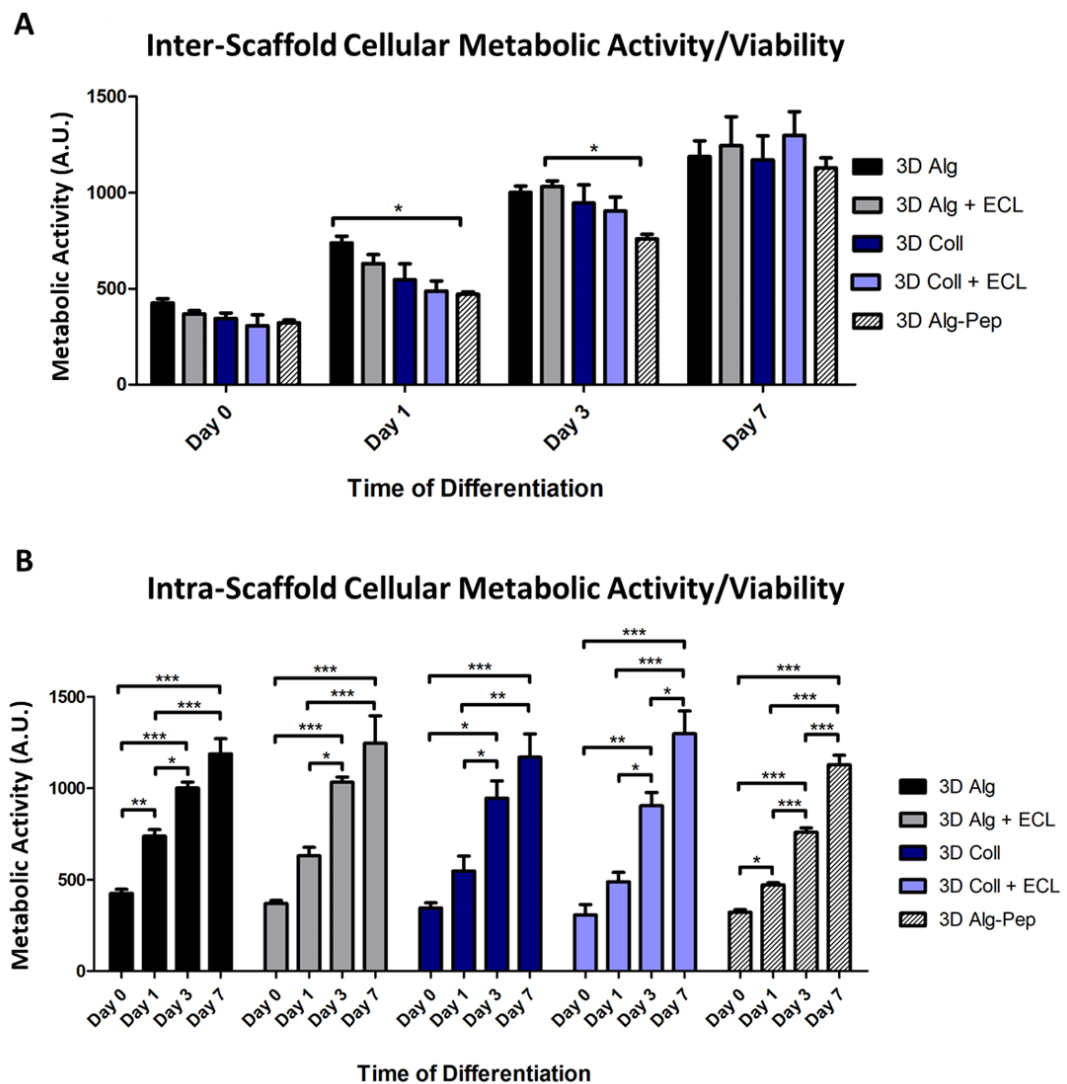 A
Inter-Scaffold Cellular Metabolic Activity/Viability
Metabolic Activity (A.U.)
1500
1000
500
0
*
*
Day 0
Day 1
Day 3
Day 7
Time of Differentiation
3D Alg
3D Alg + ECL
3D Coll
3D Coll + ECL
3D Alg-Pep
B
Intra-Scaffold Cellular Metabolic Activity/Viability
Metabolic Activity (A.U.)
1500
1000
500
0
***
***
***
*
**
***
***
***
*
***
**
*
*
***
***
*
**
*
***
***
***
***
***
*
Day 0
Day 1
Day 3
Day 7
Day 0
Day 1
Day 3
Day 7
Day 0
Day 1
Day 3
Day 7
Day 0
Day 1
Day 3
Day 7
Day 0
Day 1
Day 3
Day 7
Time of Differentiation
3D Alg
3D Alg + ECL
3D Coll
3D Coll + ECL
3D Alg-Pep